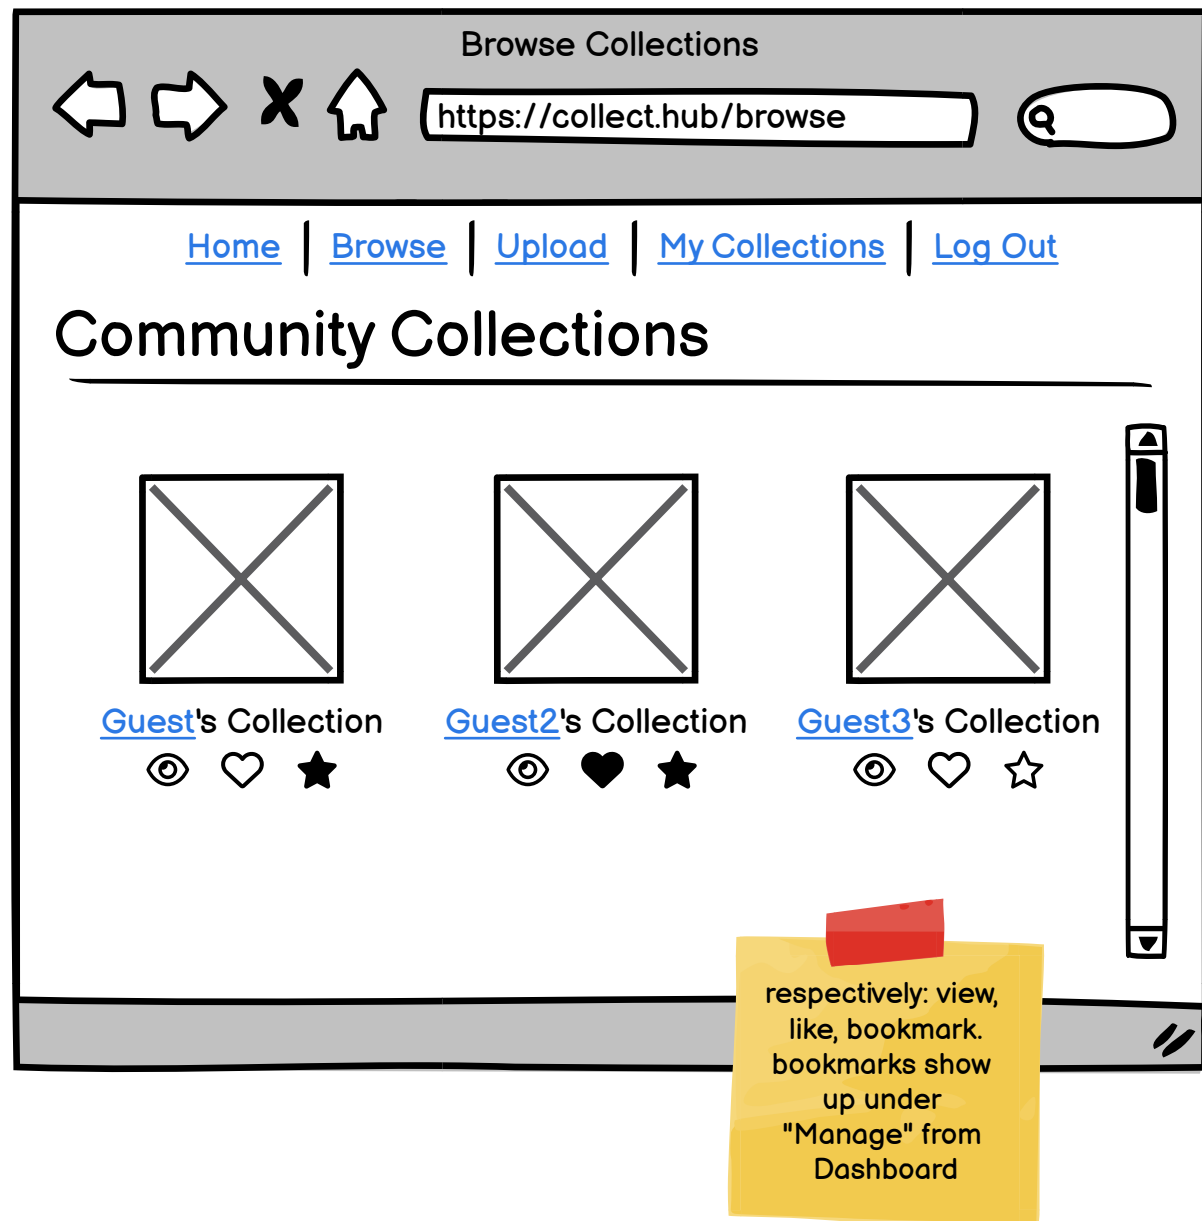 Browse Collections
https://collect.hub/browse
Home Browse Upload My Collections Log Out
Community Collections
Guest's Collection Guest2's Collection Guest3's Collection
respectively: view,
like, bookmark.
bookmarks show
up under
"Manage" from
Dashboard